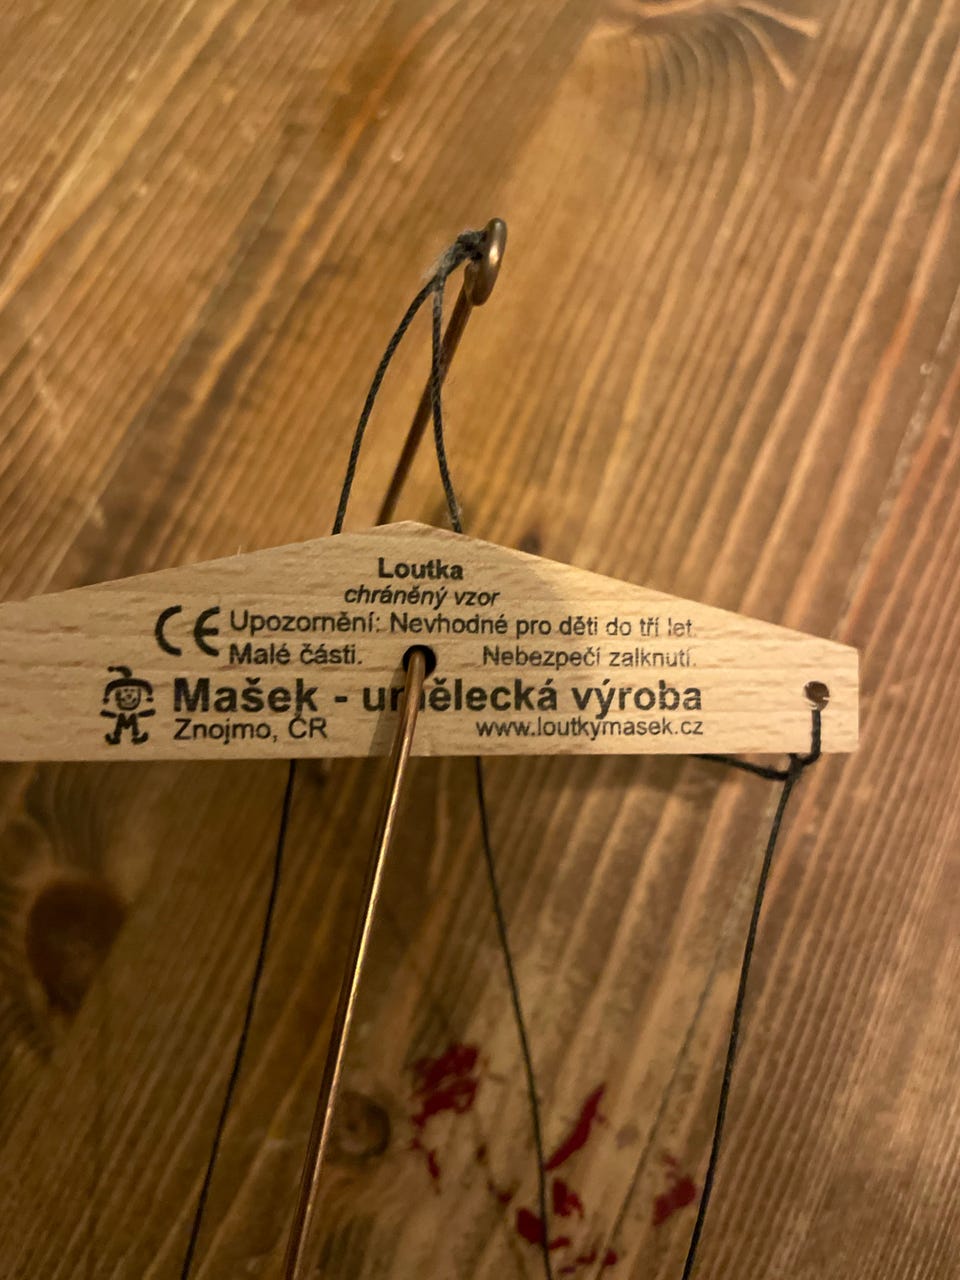 Loutka
chráněný vzor
CE Upozornění: Nevhodné pro děti do tří let.
Malé části. Nebezpečí zalknutí.
Mašek - umělecká výroba
Znojmo, ČR www.loutkymasek.cz